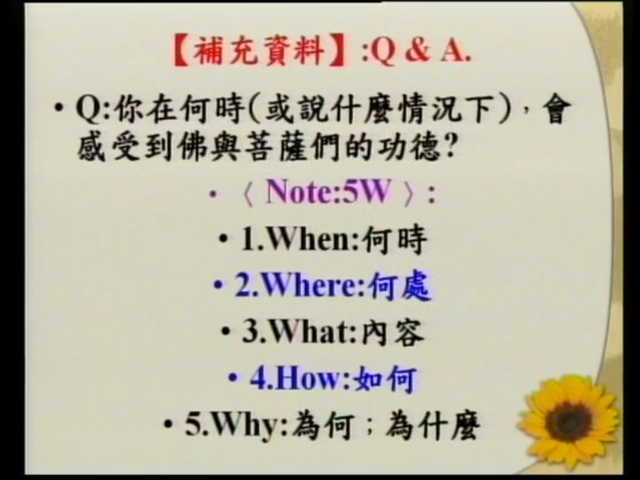 【補充資料】:Q & A.
• Q:你在何時(或說什麼情況下)，會
感受到佛與菩薩們的功德?
• 〈 Note:5W 〉:
• 1.When:何時
• 2.Where:何處
• 3.What:內容
• 4.How:如何
• 5.Why:為何；為什麼